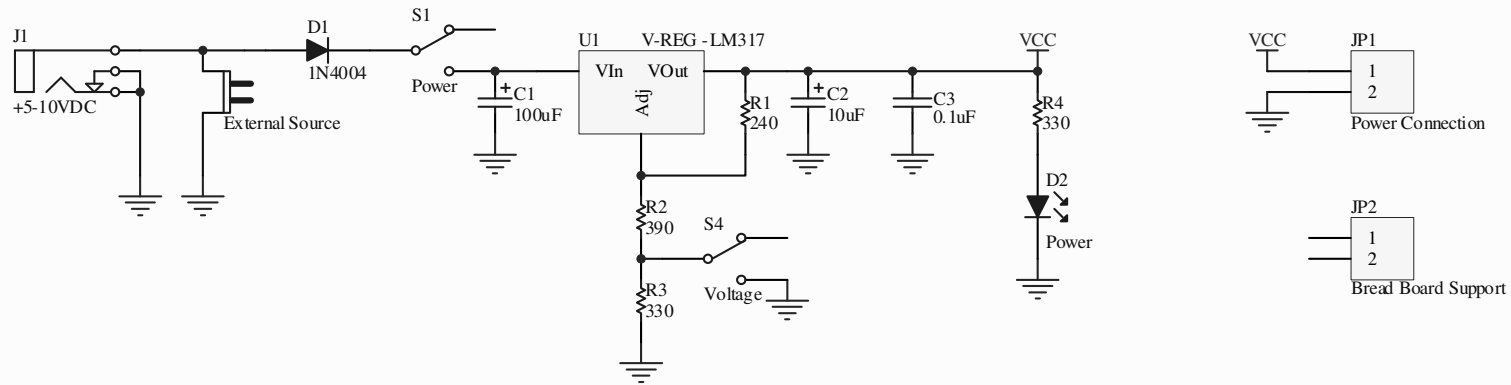 J1
+5-10VDC
External Source
D1
1N4004
S1
Power
C1
100uF
U1
V-REG -LM317
VIn
VOut
Adj
R1
240
C2
10uF
C3
0.1uF
VCC
R4
330
D2
Power
R2
390
R3
330
S4
Voltage
VCC
JP1
1
2
Power Connection
JP2
1
2
Bread Board Support